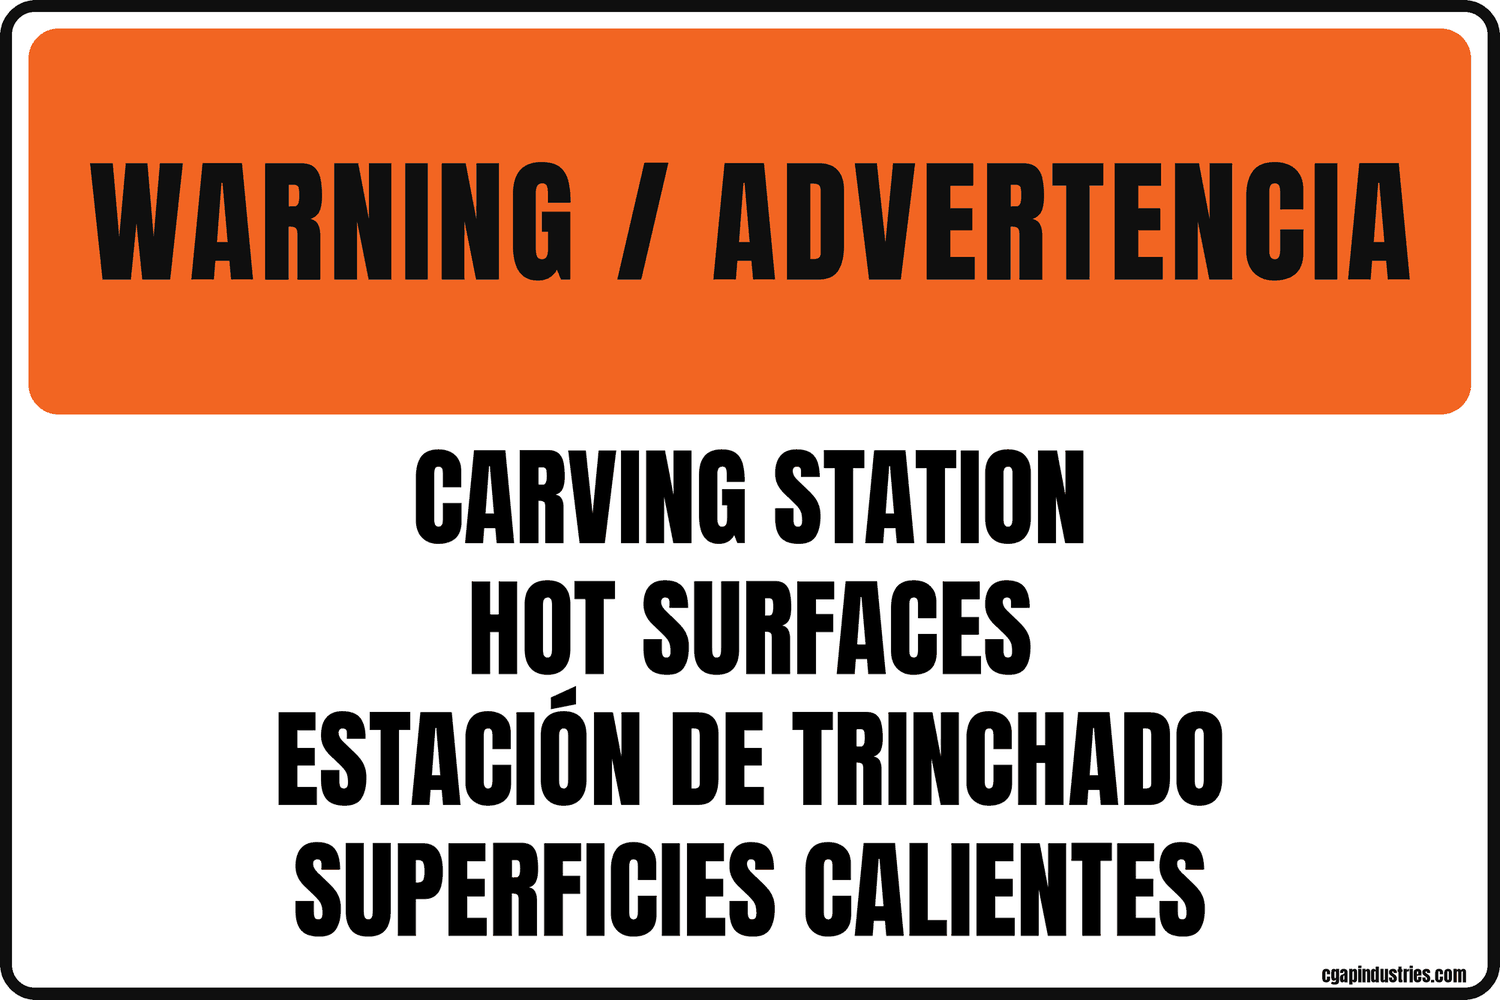 WARNING / ADVERTENCIA
CARVING STATION
HOT SURFACES
ESTACIÓN DE TRINCHADO
SUPERFICIES CALIENTES
cgapindustries.com